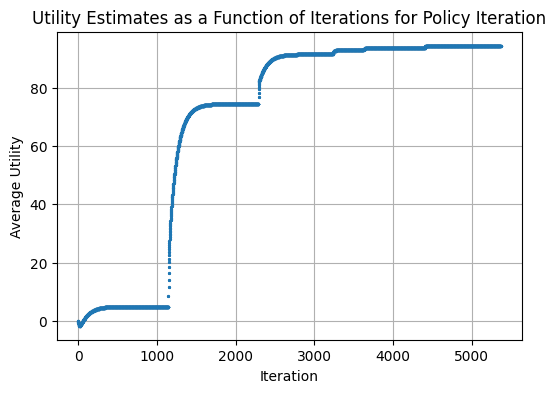 Utility Estimates as a Function of Iterations for Policy Iteration
80
60
40
20
0
Average Utility
0 1000 2000 3000 4000 5000
Iteration